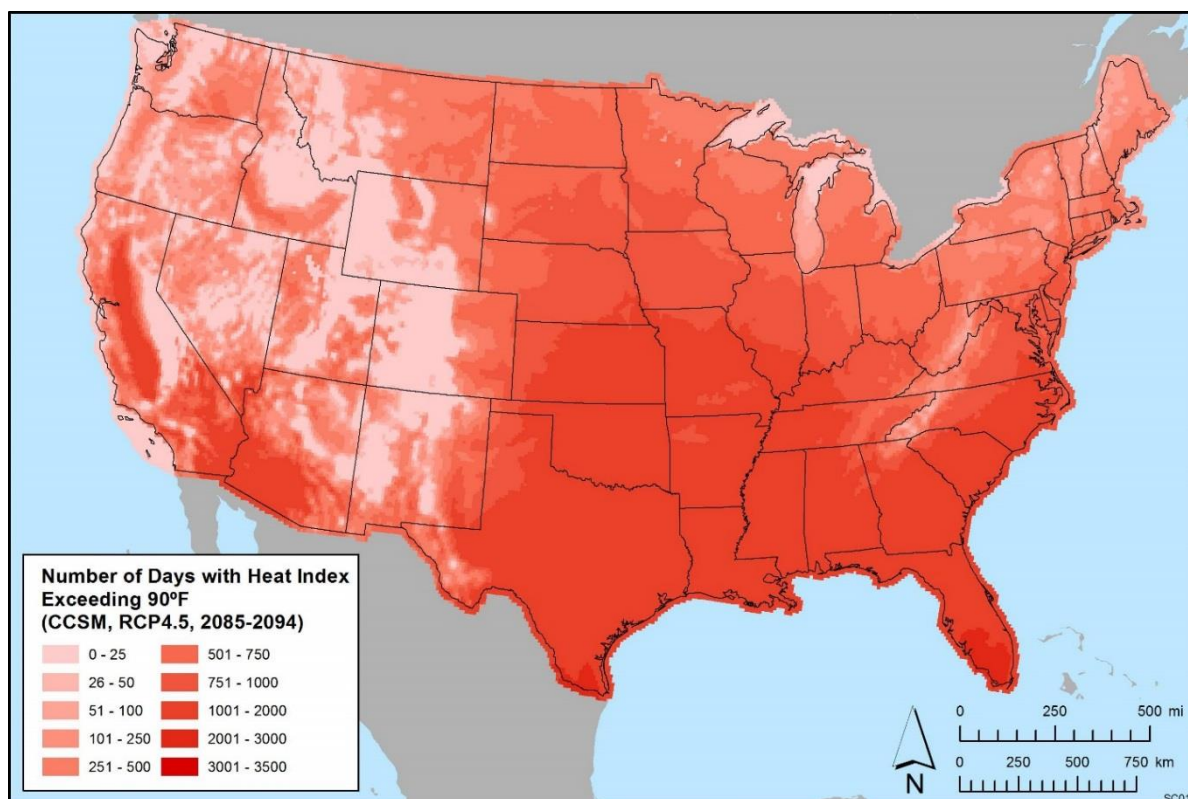 Number of Days with Heat Index
Exceeding 90ºF
(CCSM, RCP4.5, 2085-2094)
0 - 25
26 - 50
51 - 100
101 - 250
251 - 500
501 - 750
751 - 1000
1001 - 2000
2001 - 3000
3001 - 3500
N
0 250 500 mi
0 250 500 750 km